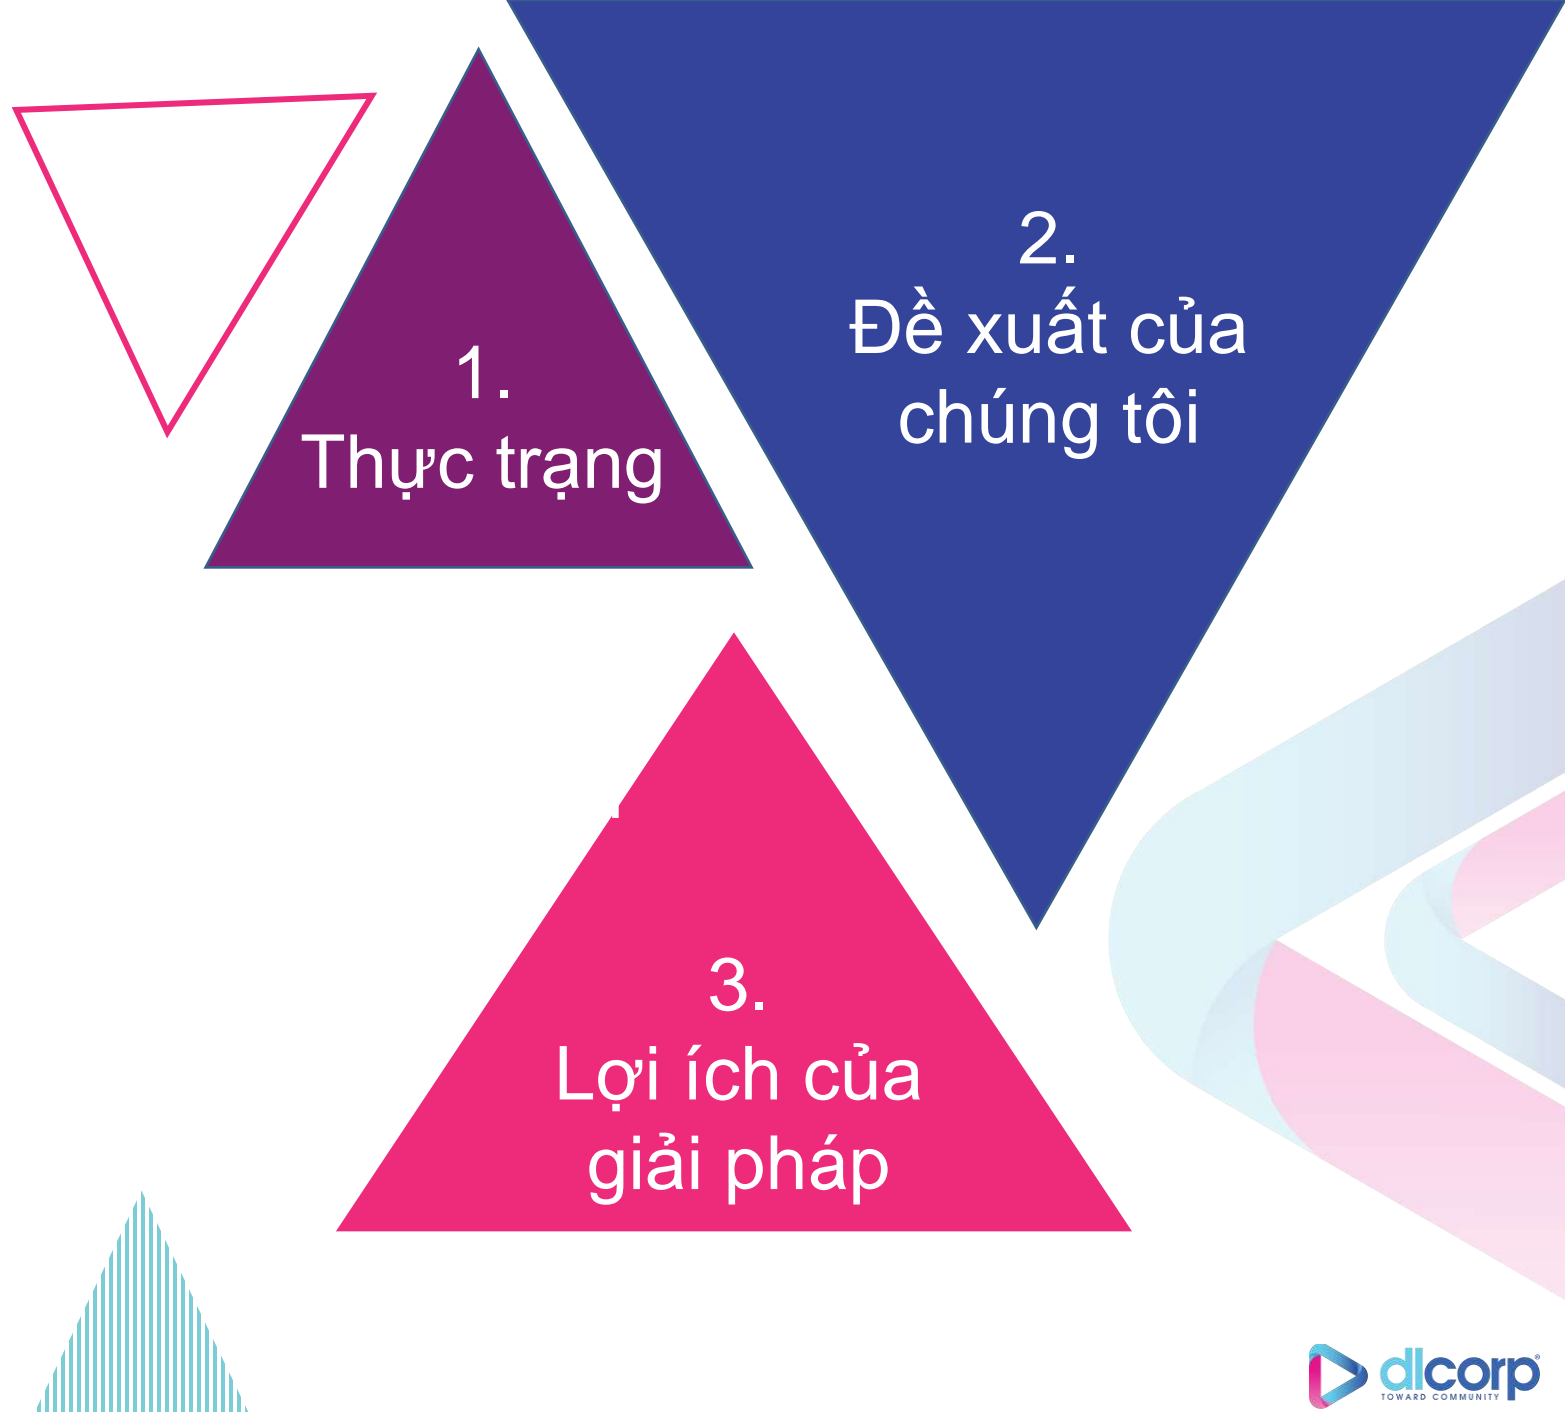 1.
Thực trạng
2.
Đề xuất của
chúng tôi
3.
Lợi ích của
giải pháp
dlcorp®
TOWARD COMMUNITY